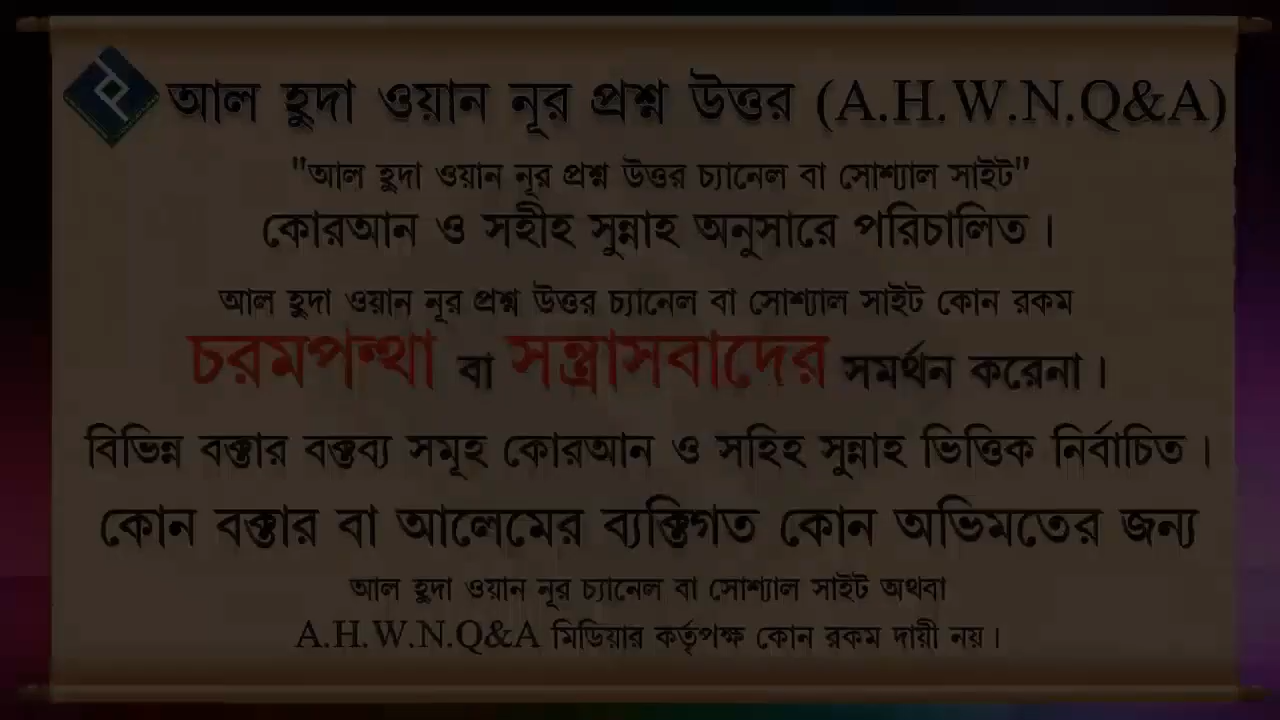 আল হুদা ওয়ান নূর প্রশ্ন উত্তর (A.H.W.N.Q&A)
"আল হুদা ওয়ান নূর প্রশ্ন উত্তর চ্যানেল বা সোশ্যাল সাইট"
কোরআন ও সহীহ সুন্নাহ অনুসারে পরিচালিত।
আল হুদা ওয়ান নূর প্রশ্ন উত্তর চ্যানেল বা সোশ্যাল সাইট কোন রকম
চরমপন্থা বা সন্ত্রাসবাদের সমর্থন করেনা।
বিভিন্ন বক্তার বক্তব্য সমূহ কোরআন ও সহিহ সুন্নাহ ভিত্তিক নির্বাচিত।
কোন বক্তার বা আলেমের ব্যক্তিগত কোন অভিমতের জন্য
আল হুদা ওয়ান নূর চ্যানেল বা সোশ্যাল সাইট অথবা
A.H.W.N.Q&A মিডিয়ার কর্তৃপক্ষ কোন রকম দায়ী নয়।